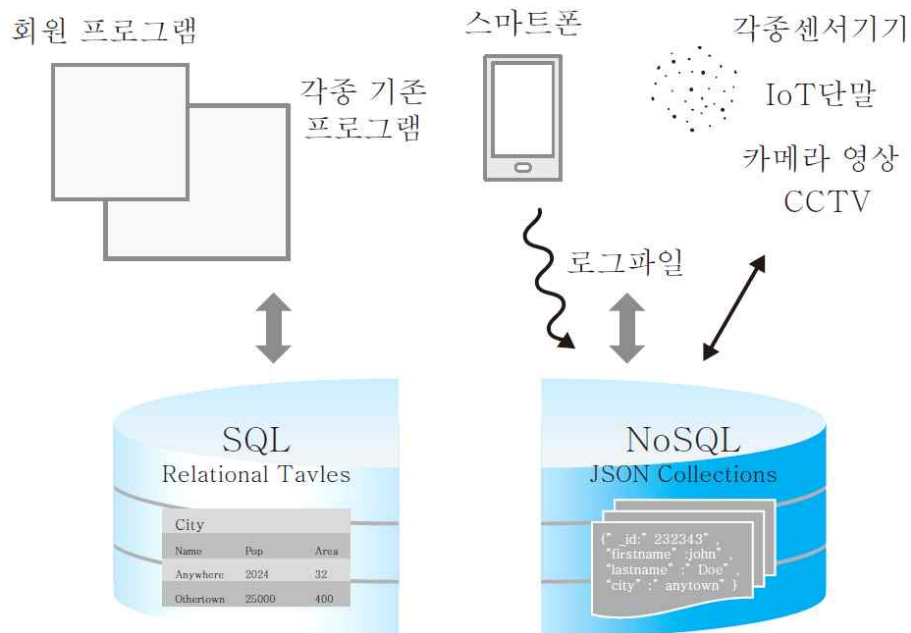 회원 프로그램
각종 기존
프로그램
스마트폰
각종센서기기
IoT단말
카메라 영상
CCTV
로그파일
SQL
Relational Tavles
City
Name Pop Area
Anywhere 2024 32
Othertown 25000 400
NoSQL
JSON Collections
{" _id:" 232343" ,
"firstname" :john" ,
"lastname" :" Doe" ,
"city" :" anytown" }